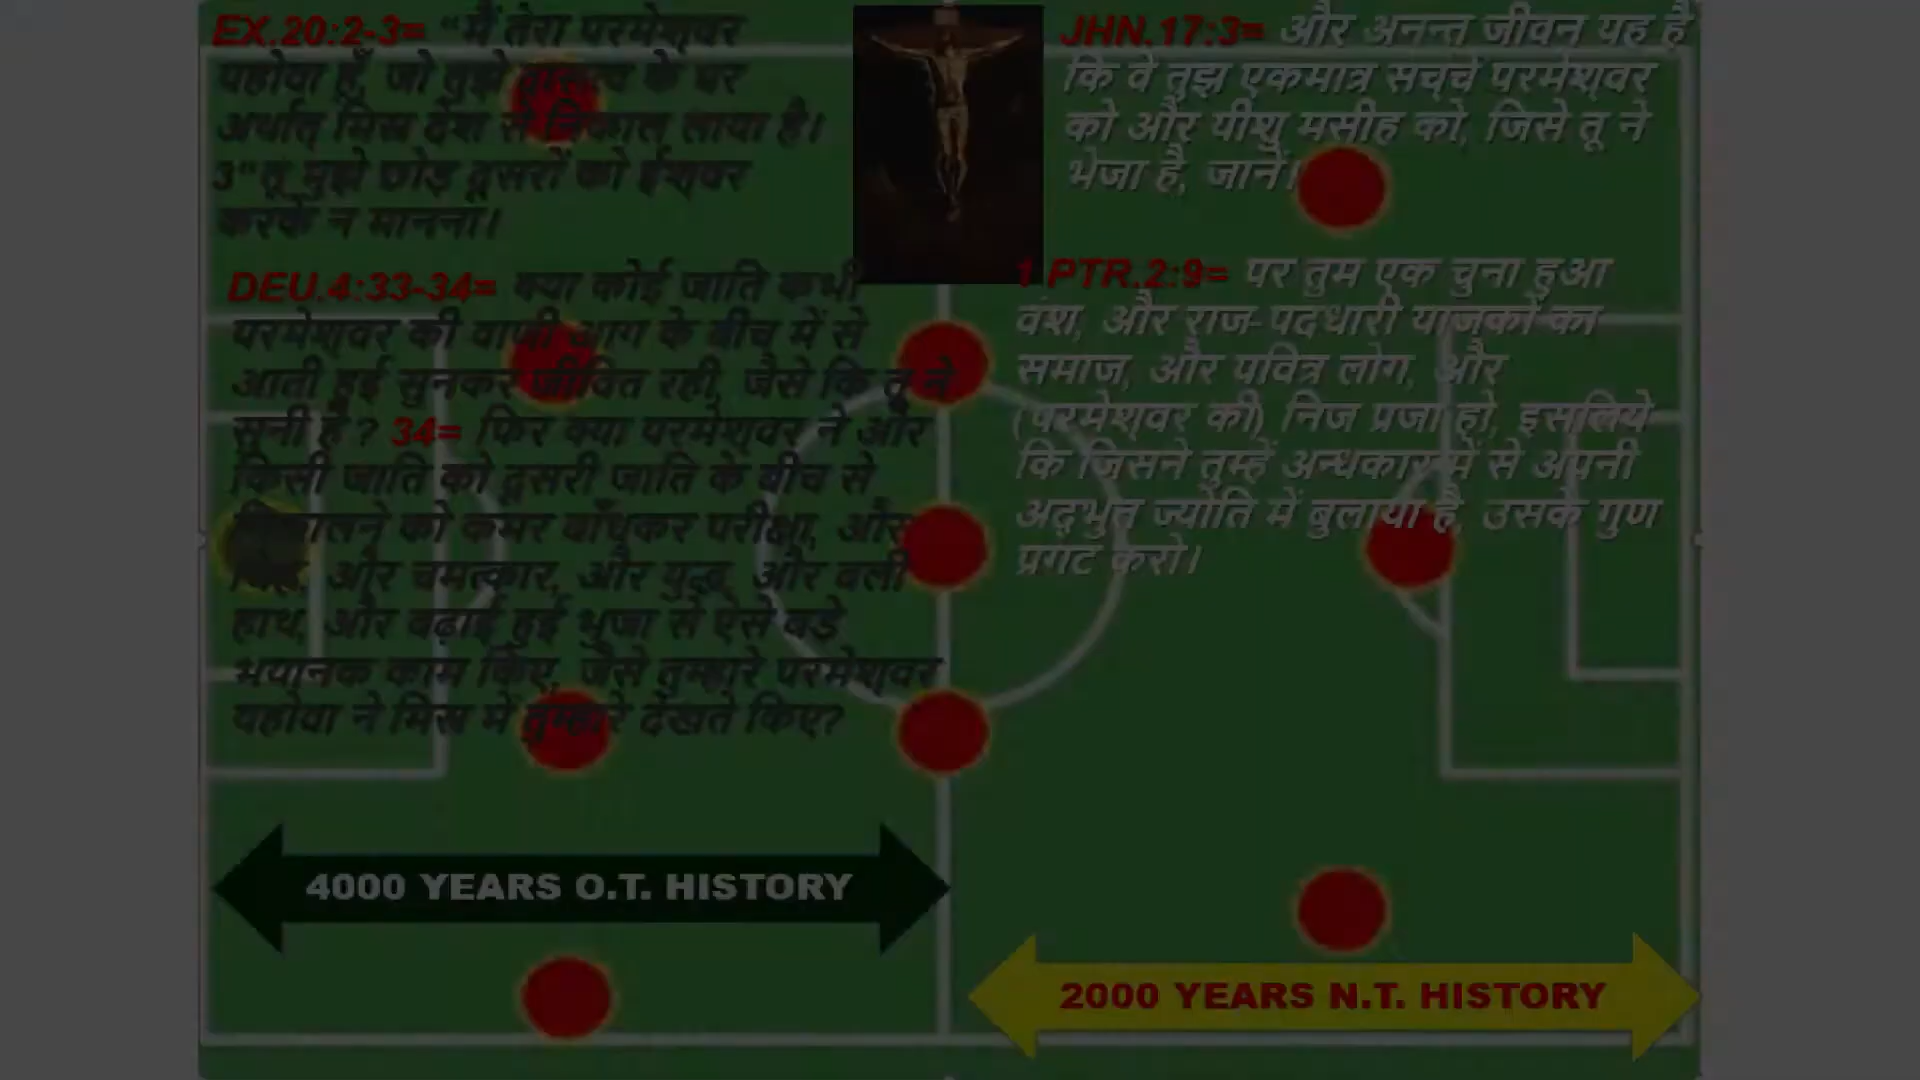 EX.20:2-3= “मैं तेरा परमेश्वर
यहोवा हूँ, जो तुझे दासत्व के घर
अर्थात् मिस्र देश से निकाल लाया है।
3“तू मुझे छोड़ दूसरों को ईश्वर
करके न मानना।
DEU.4:33-34= क्या कोई जाति कभी
परमेश्वर की वाणी आग के बीच में से
आती हुई सुनकर जीवित रही, जैसे कि तू ने
सुनी है ? 34= फिर क्या परमेश्वर ने और
किसी जाति को दूसरी जाति के बीच से
निकालने को कमर बाँधकर परीक्षा, और
चिह्न, और चमत्कार, और युद्ध, और बली
हाथ, और बढ़ाई हुई भुजा से ऐसे बड़े
भयानक काम किए, जैसे तुम्हारे परमेश्वर
यहोवा ने मिस्र में तुम्हारे देखते किए?
JHN.17:3= और अनन्त जीवन यह है
कि वे तुझ एकमात्र सच्चे परमेश्वर
को और यीशु मसीह को, जिसे तू ने
भेजा है, जानें।
1 PTR.2:9= पर तुम एक चुना हुआ
वंश, और राज-पदधारी याजकों का
समाज, और पवित्र लोग, और
(परमेश्वर की) निज प्रजा हो, इसलिये
कि जिसने तुम्हें अन्धकार में से अपनी
अद्भुत ज्योति में बुलाया है, उसके गुण
प्रगट करो।
4000 YEARS O.T. HISTORY
2000 YEARS N.T. HISTORY